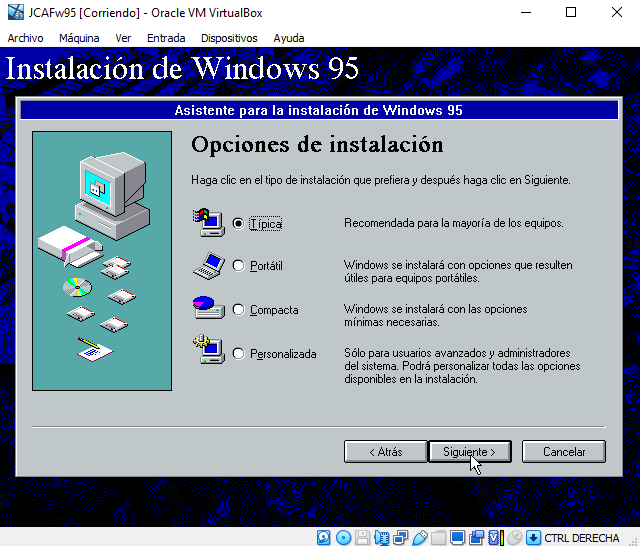 JCAFw95 [Corriendo] - Oracle VM VirtualBox
Archivo Máquina Ver Entrada Dispositivos Ayuda
Instalación de Windows 95
Asistente para la instalación de Windows 95
Opciones de instalación
Haga clic en el tipo de instalación que prefiera y después haga clic en Siguiente.
Típica
Recomendada para la mayoría de los equipos.
Portátil
Windows se instalará con opciones que resulten
útiles para equipos portátiles.
Compacta
Windows se instalará con las opciones
mínimas necesarias.
Personalizada
Sólo para usuarios avanzados y administradores
del sistema. Podrá personalizar todas las opciones
disponibles en la instalación.
< Atrás Siguiente > Cancelar
CTRL DERECHA